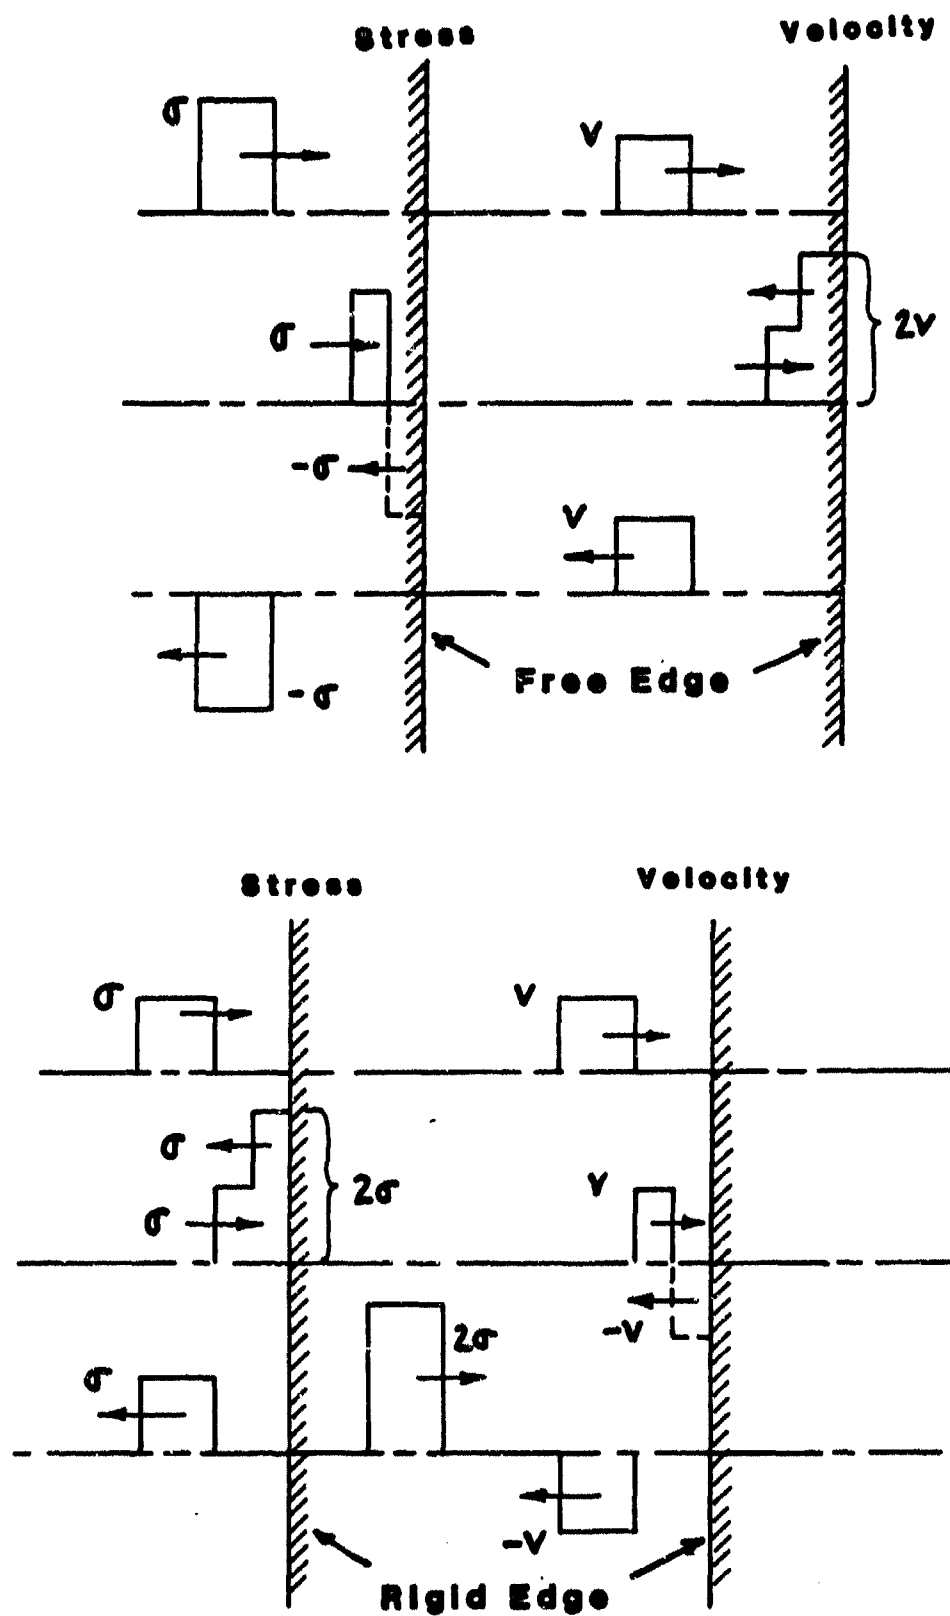 Stress
Velocity
σ
V
σ
2V
-σ
V
-σ
Free Edge
Stress
Velocity
σ
V
σ
2σ
V
σ
2σ
-V
σ
-V
Rigid Edge